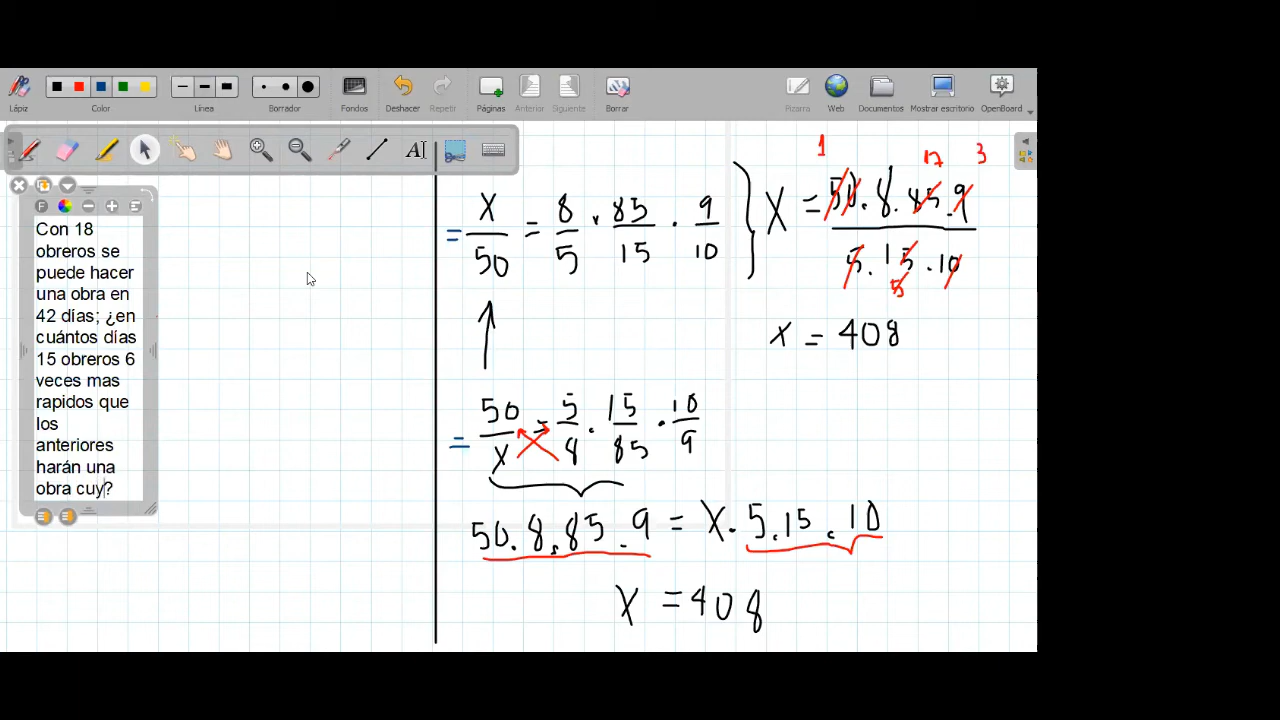 Lápiz
Color
Línea
Borrador
Fondos
Deshacer
Repetir
Páginas
Anterior
Siguiente
Borrar
Pizarra
Web
Documentos
Mostrar escritorio
OpenBoard
AI
F
Con 18
obreros se
puede hacer
una obra en
42 días; ¿en
cuántos días
15 obreros 6
veces mas
rapidos que
los
anteriores
harán una
obra cuy?
= X/50 = 8/5 · 85/15 · 9/10
= 50/X = 5/8 · 15/85 · 10/9
50.8.85.9 = X.5.15.10
X = 408
1 17 3
X = 50.8.85.9
5.15.10
5
X = 408